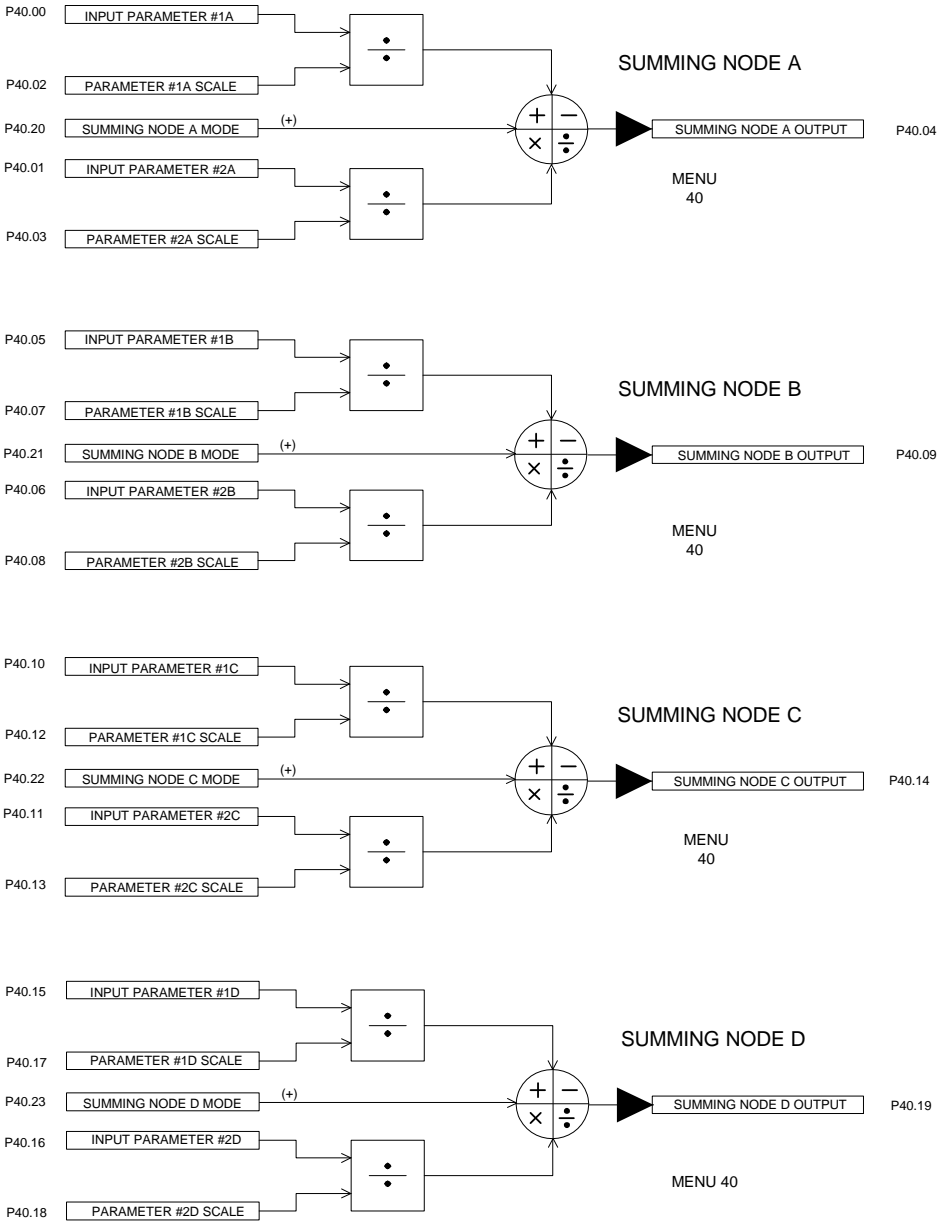 P40.00 INPUT PARAMETER #1A
SUMMING NODE A
P40.02 PARAMETER #1A SCALE
P40.20 SUMMING NODE A MODE (+) + − × ÷ SUMMING NODE A OUTPUT P40.04
P40.01 INPUT PARAMETER #2A
MENU
40
P40.03 PARAMETER #2A SCALE
P40.05 INPUT PARAMETER #1B
SUMMING NODE B
P40.07 PARAMETER #1B SCALE
P40.21 SUMMING NODE B MODE (+) + − × ÷ SUMMING NODE B OUTPUT P40.09
P40.06 INPUT PARAMETER #2B
MENU
40
P40.08 PARAMETER #2B SCALE
P40.10 INPUT PARAMETER #1C
SUMMING NODE C
P40.12 PARAMETER #1C SCALE
P40.22 SUMMING NODE C MODE (+) + − × ÷ SUMMING NODE C OUTPUT P40.14
P40.11 INPUT PARAMETER #2C
MENU
40
P40.13 PARAMETER #2C SCALE
P40.15 INPUT PARAMETER #1D
SUMMING NODE D
P40.17 PARAMETER #1D SCALE
P40.23 SUMMING NODE D MODE (+) + − × ÷ SUMMING NODE D OUTPUT P40.19
P40.16 INPUT PARAMETER #2D
MENU 40
P40.18 PARAMETER #2D SCALE